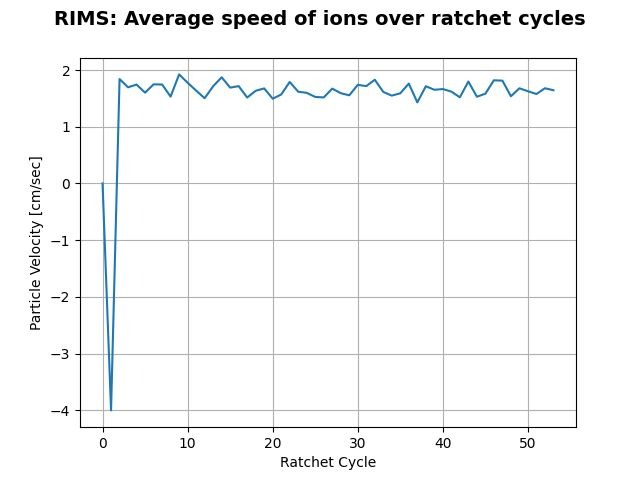 RIMS: Average speed of ions over ratchet cycles
2
1
0
−1
−2
−3
−4
Particle Velocity [cm/sec]
0 10 20 30 40 50
Ratchet Cycle